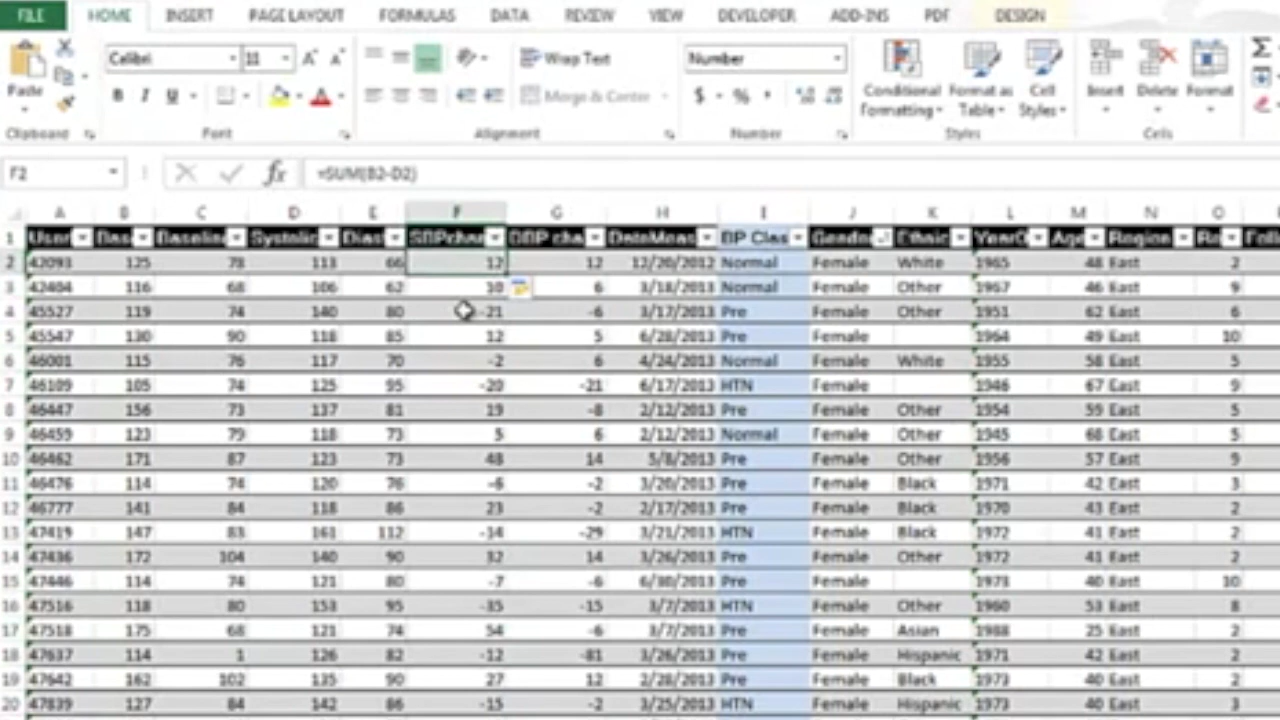 FILE HOME INSERT PAGE LAYOUT FORMULAS DATA REVIEW VIEW DEVELOPER ADD-INS PDF DESIGN
Calibri 11 Wrap Text Number
Paste B I U Merge & Center $ % Conditional Formatting Format as Table Cell Styles Insert Delete Format
Clipboard Font Alignment Number Styles Cells
F2 fx =SUM(B2-D2)
A B C D E F G H I J K L M N O
1 User Bas Baselin Systolic Dias SBPchan DBP cha DateMeas BP Clas Gende Ethnic YearO Age Region Re Foll
2 42093 125 78 113 66 12 12 12/20/2012 Normal Female White 1965 48 East 2
3 42404 116 68 106 62 10 6 3/18/2013 Normal Female Other 1967 46 East 9
4 45527 119 74 140 80 -21 -6 3/17/2013 Pre Female Other 1951 62 East 6
5 45547 130 90 118 85 12 5 6/28/2013 Pre Female 1964 49 East 10
6 46001 115 76 117 70 -2 6 4/24/2013 Normal Female White 1955 58 East 5
7 46109 105 74 125 95 -20 -21 6/17/2013 HTN Female 1946 67 East 9
8 46447 156 73 137 81 19 -8 2/12/2013 Pre Female Other 1954 59 East 5
9 46459 123 79 118 73 5 6 2/12/2013 Normal Female Other 1945 68 East 5
10 46462 171 87 123 73 48 14 5/8/2013 Pre Female Other 1956 57 East 9
11 46476 114 74 120 76 -6 -2 3/20/2013 Pre Female Black 1971 42 East 3
12 46777 141 84 118 86 23 -2 2/17/2013 Pre Female Black 1970 43 East 2
13 47419 147 83 161 112 -14 -29 3/21/2013 HTN Female Black 1972 41 East 2
14 47436 172 104 140 90 32 14 3/26/2013 Pre Female Other 1972 41 East 2
15 47446 114 74 121 80 -7 -6 6/30/2013 Pre Female 1973 40 East 10
16 47516 118 80 153 95 -35 -15 3/7/2013 HTN Female Other 1960 53 East 8
17 47518 175 68 121 74 54 -6 3/7/2013 Pre Female Asian 1988 25 East 2
18 47637 114 1 126 82 -12 -81 3/26/2013 Pre Female Hispanic 1971 42 East 2
19 47642 162 102 135 90 27 12 2/28/2013 Pre Female Black 1973 40 East 2
20 47839 127 84 142 86 -15 -2 3/25/2013 HTN Female Hispanic 1973 40 East 3